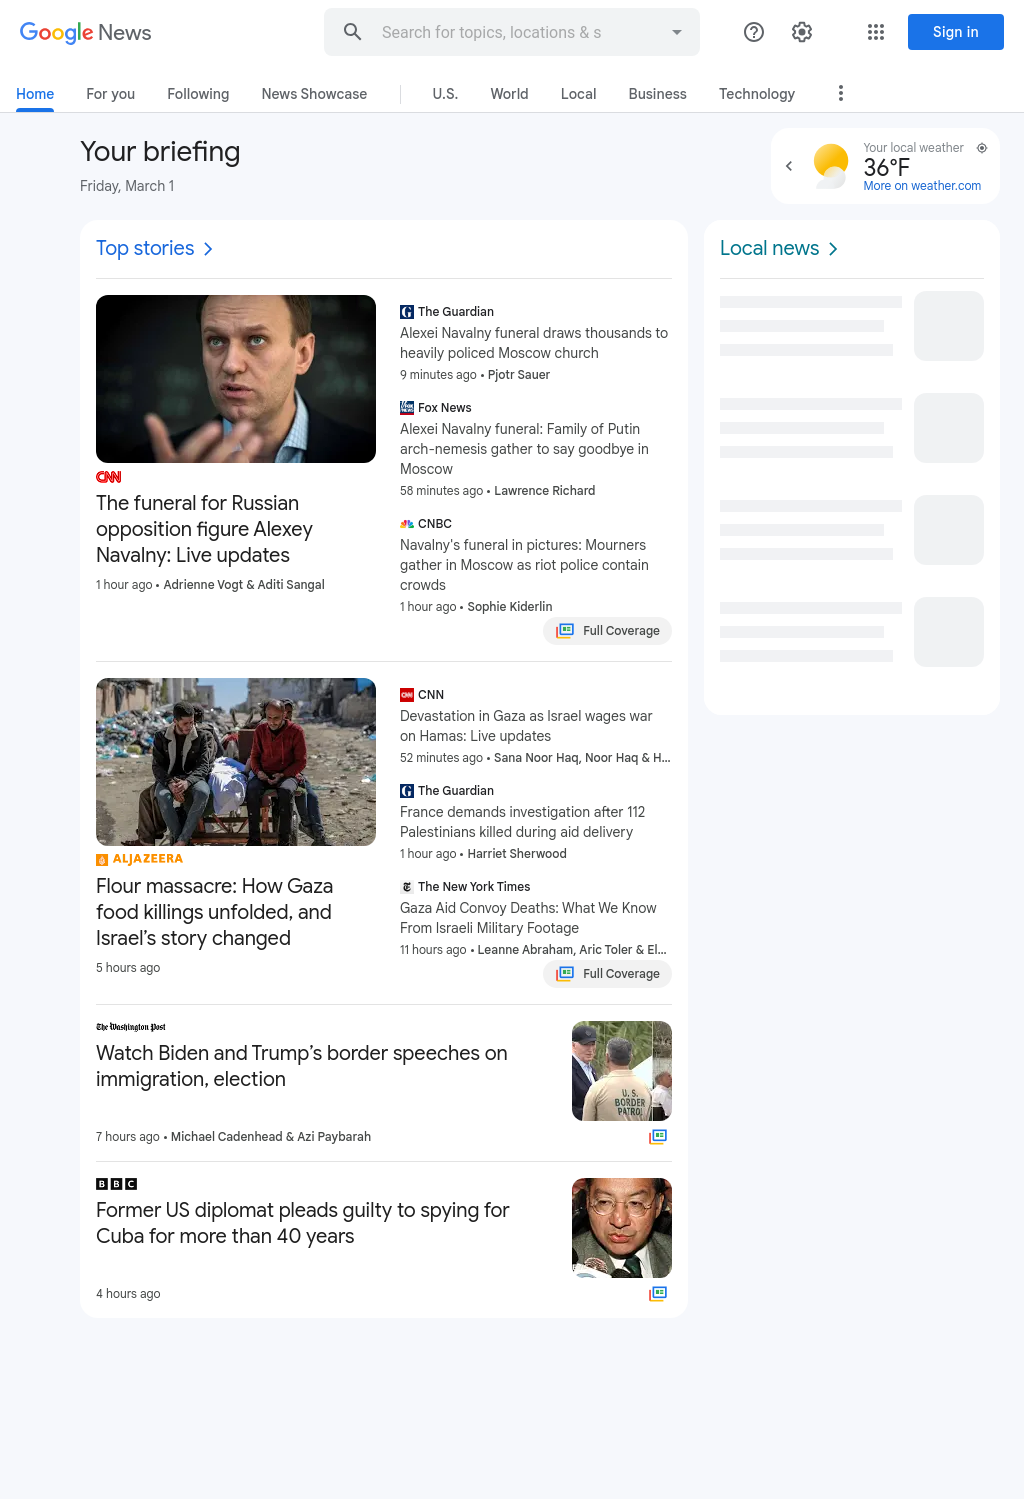 Google News
Search for topics, locations & s
Sign in
Home
For you
Following
News Showcase
U.S.
World
Local
Business
Technology
Your briefing
Friday, March 1
Your local weather
36°F
More on weather.com
Top stories
CNN
The funeral for Russian
opposition figure Alexey
Navalny: Live updates
1 hour ago • Adrienne Vogt & Aditi Sangal
The Guardian
Alexei Navalny funeral draws thousands to
heavily policed Moscow church
9 minutes ago • Pjotr Sauer
Fox News
Alexei Navalny funeral: Family of Putin
arch-nemesis gather to say goodbye in
Moscow
58 minutes ago • Lawrence Richard
CNBC
Navalny's funeral in pictures: Mourners
gather in Moscow as riot police contain
crowds
1 hour ago • Sophie Kiderlin
Full Coverage
ALJAZEERA
Flour massacre: How Gaza
food killings unfolded, and
Israel’s story changed
5 hours ago
CNN
Devastation in Gaza as Israel wages war
on Hamas: Live updates
52 minutes ago • Sana Noor Haq, Noor Haq & H...
The Guardian
France demands investigation after 112
Palestinians killed during aid delivery
1 hour ago • Harriet Sherwood
The New York Times
Gaza Aid Convoy Deaths: What We Know
From Israeli Military Footage
11 hours ago • Leanne Abraham, Aric Toler & El...
Full Coverage
The Washington Post
Watch Biden and Trump’s border speeches on
immigration, election
7 hours ago • Michael Cadenhead & Azi Paybarah
U. S.
BORDER
PATROL
BBC
Former US diplomat pleads guilty to spying for
Cuba for more than 40 years
4 hours ago
Local news